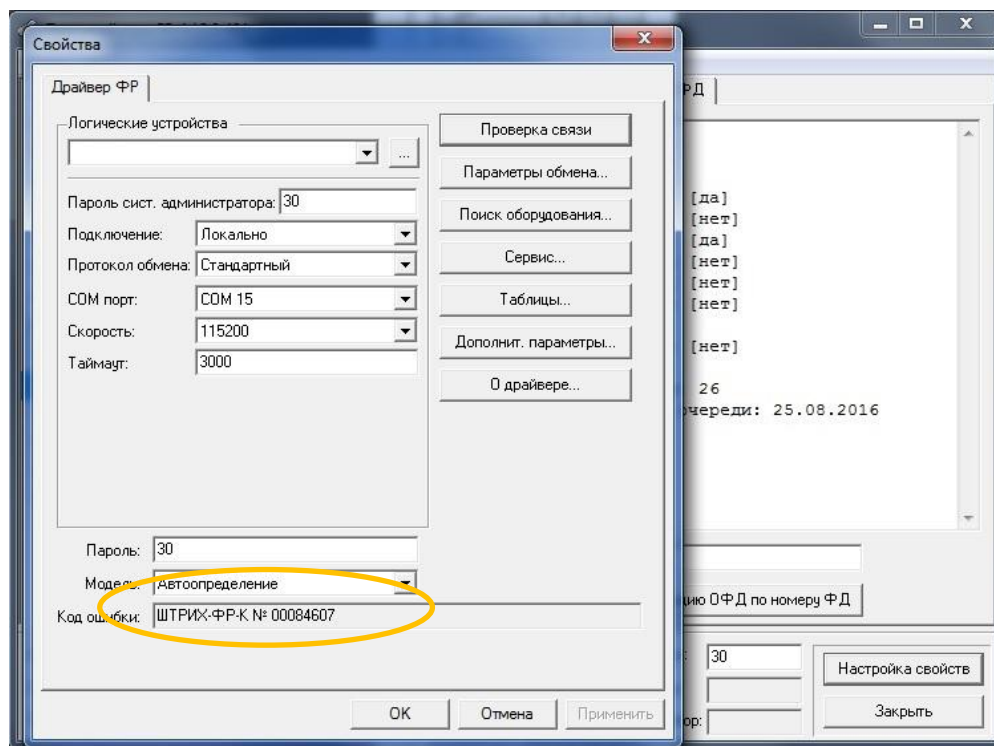 Свойства
Драйвер ФР
Логические устройства
...
Пароль сист. администратора: 30
Подключение: Локально
Протокол обмена: Стандартный
COM порт: COM 15
Скорость: 115200
Таймаут: 3000
Проверка связи
Параметры обмена...
Поиск оборудования...
Сервис...
Таблицы...
Дополнит. параметры...
О драйвере...
Пароль: 30
Модель: Автоопределение
Код ошибки: ШТРИХ-ФР-К № 00084607
OK
Отмена
Применить
РД
[да]
[нет]
[да]
[нет]
[нет]
[нет]
[нет]
26
очереди: 25.08.2016
цию ОФД по номеру ФД
30
Настройка свойств
ор:
Закрыть